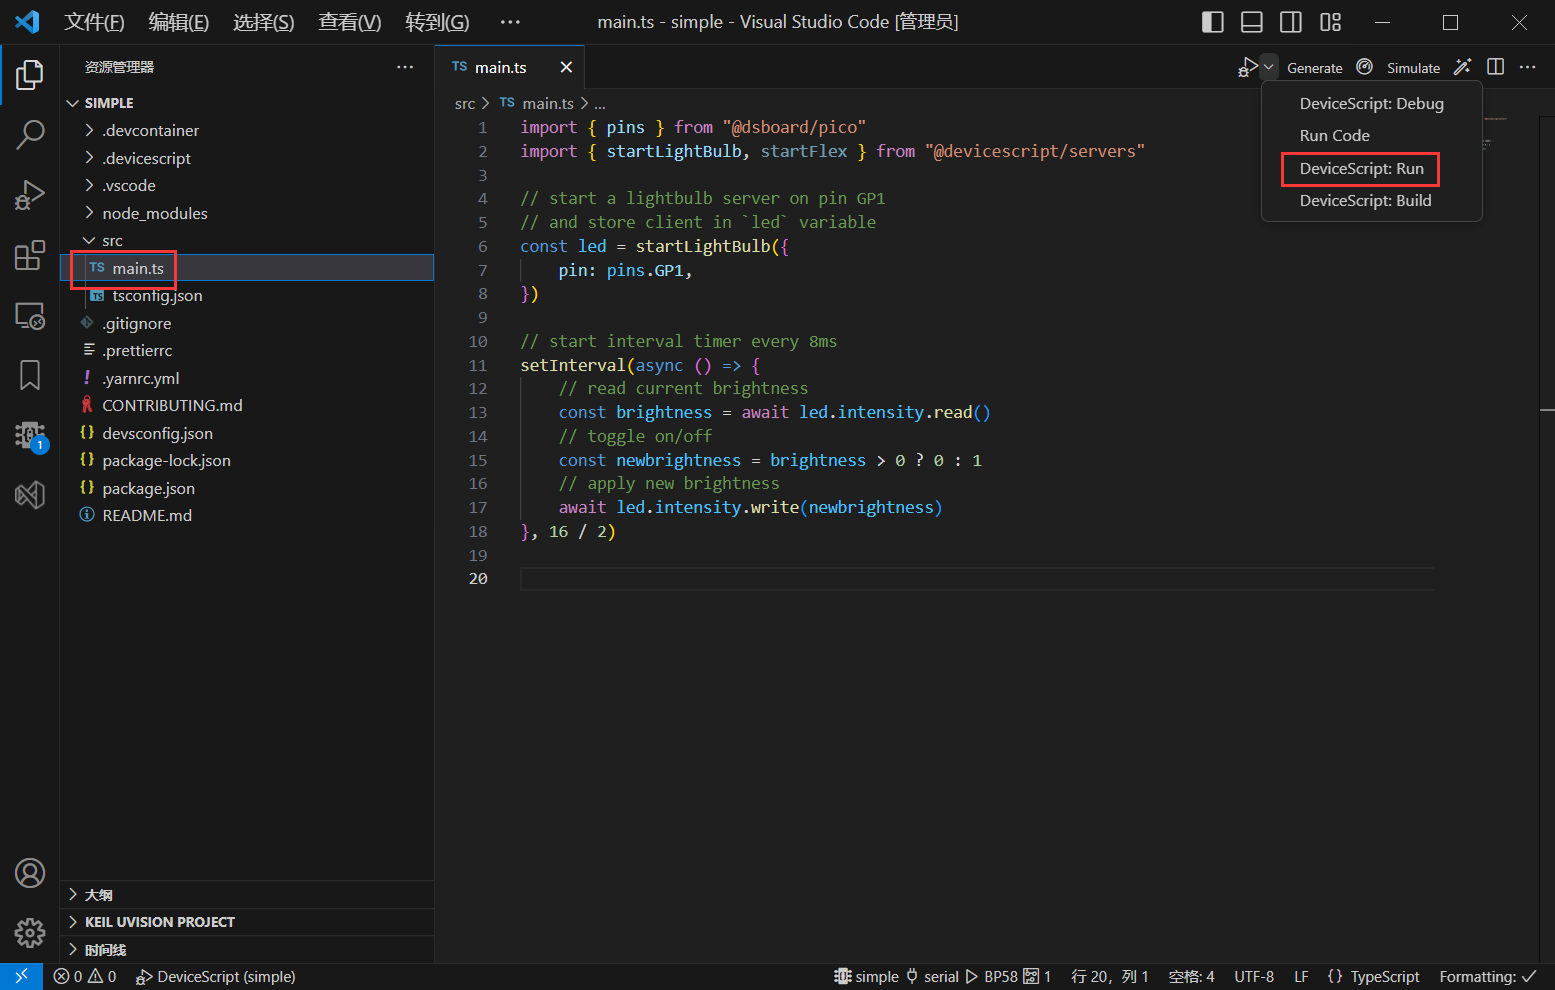 文件(F) 编辑(E) 选择(S) 查看(V) 转到(G) ··· main.ts - simple - Visual Studio Code [管理员]
资源管理器 ···
SIMPLE
.devcontainer
.devicescript
.vscode
node_modules
src
TS main.ts
TS tsconfig.json
.gitignore
.prettierrc
! .yarnrc.yml
CONTRIBUTING.md
{} devsconfig.json
{} package-lock.json
{} package.json
README.md
1
大纲
KEIL UVISION PROJECT
时间线
TS main.ts
Generate Simulate ···
DeviceScript: Debug
Run Code
DeviceScript: Run
DeviceScript: Build
src > TS main.ts > ...
1 import { pins } from "@dsboard/pico"
2 import { startLightBulb, startFlex } from "@devicescript/servers"
3
4 // start a lightbulb server on pin GP1
5 // and store client in `led` variable
6 const led = startLightBulb({
7     pin: pins.GP1,
8 })
9
10 // start interval timer every 8ms
11 setInterval(async () => {
12     // read current brightness
13     const brightness = await led.intensity.read()
14     // toggle on/off
15     const newbrightness = brightness > 0 ? 0 : 1
16     // apply new brightness
17     await led.intensity.write(newbrightness)
18 }, 16 / 2)
19
20
0 0 DeviceScript (simple) simple serial BP58 1 行 20，列 1 空格: 4 UTF-8 LF {} TypeScript Formatting: ✓